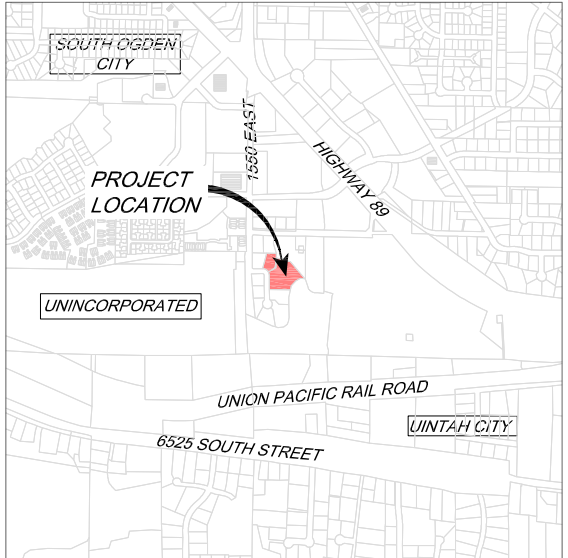 SOUTH OGDEN
CITY
1550 EAST
HIGHWAY 89
PROJECT
LOCATION
UNINCORPORATED
UNION PACIFIC RAIL ROAD
UINTAH CITY
6525 SOUTH STREET